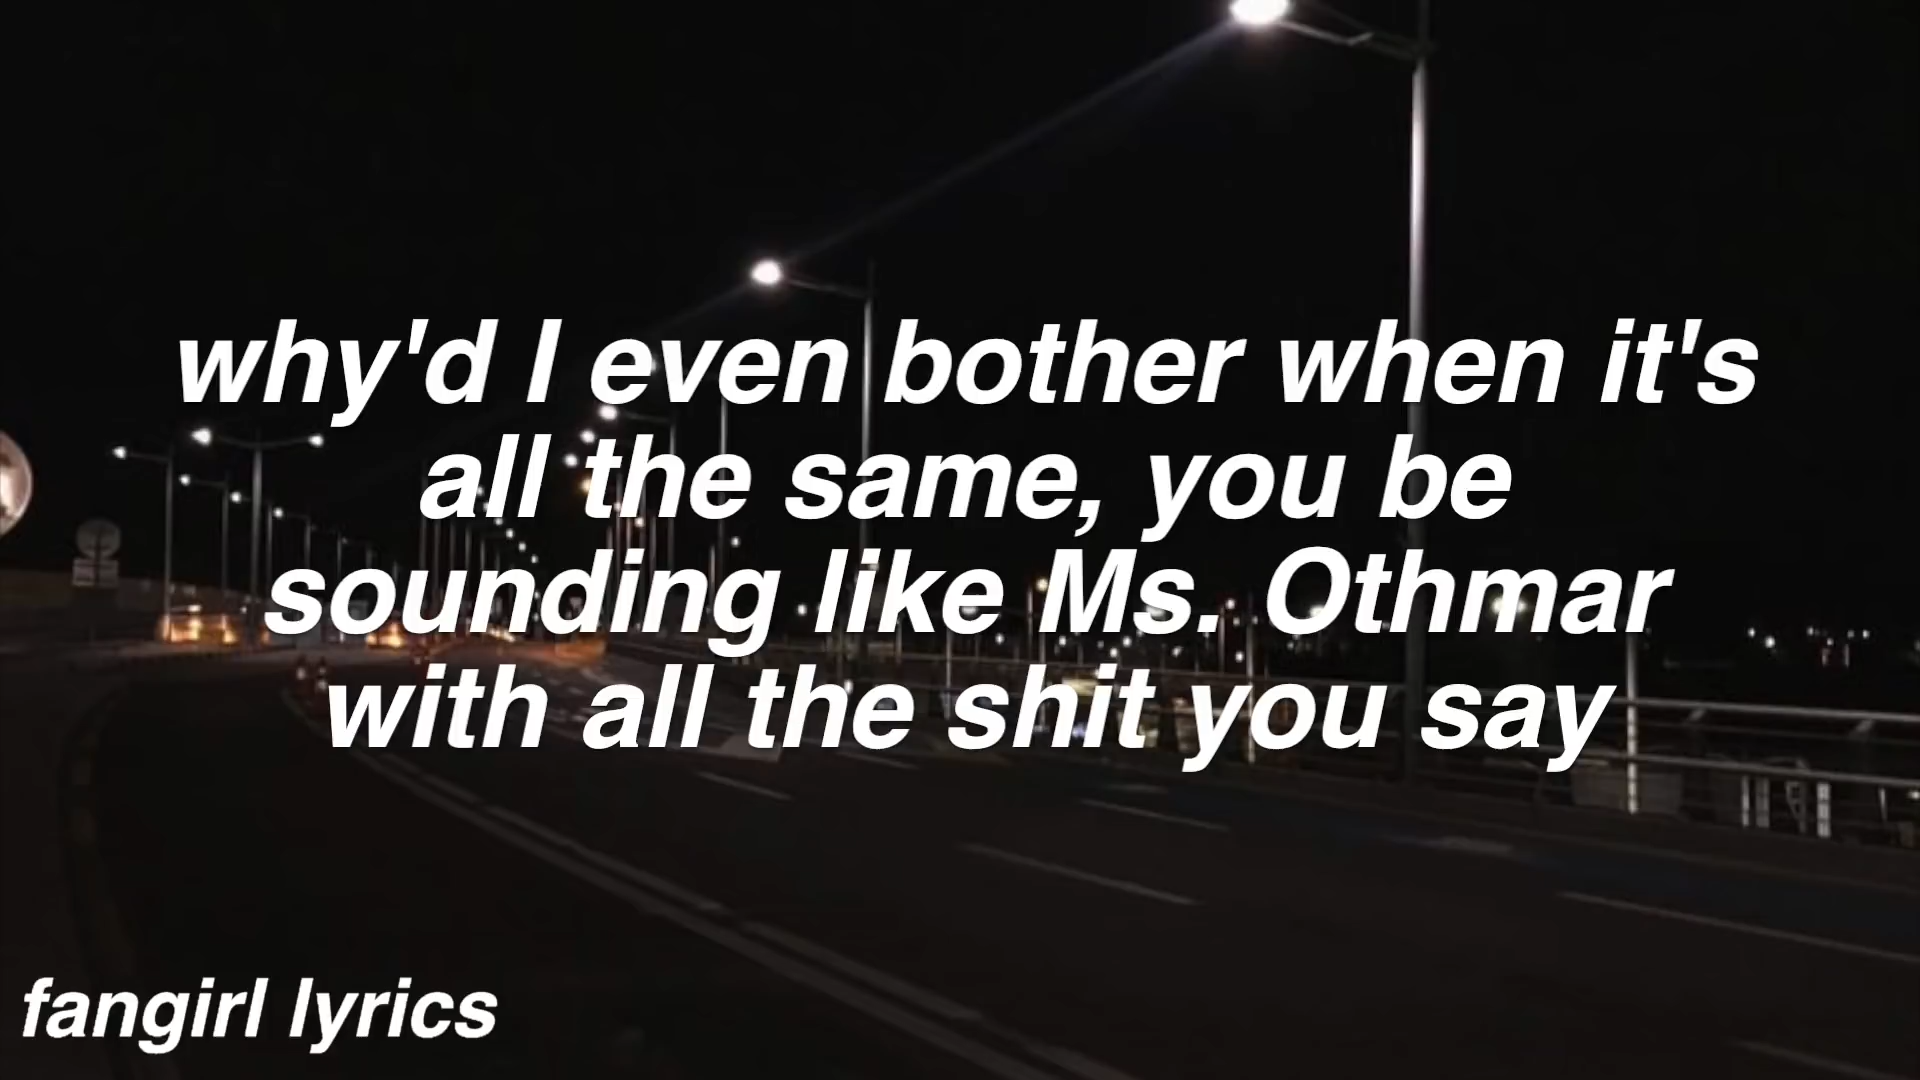 why'd I even bother when it's
all the same, you be
sounding like Ms. Othmar
with all the shit you say
fangirl lyrics